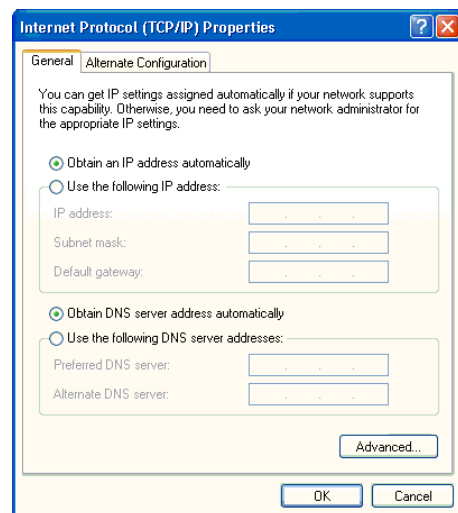 Internet Protocol (TCP/IP) Properties
General
Alternate Configuration
You can get IP settings assigned automatically if your network supports
this capability. Otherwise, you need to ask your network administrator for
the appropriate IP settings.
Obtain an IP address automatically
Use the following IP address:
IP address:
Subnet mask:
Default gateway:
Obtain DNS server address automatically
Use the following DNS server addresses:
Preferred DNS server:
Alternate DNS server:
Advanced...
OK
Cancel